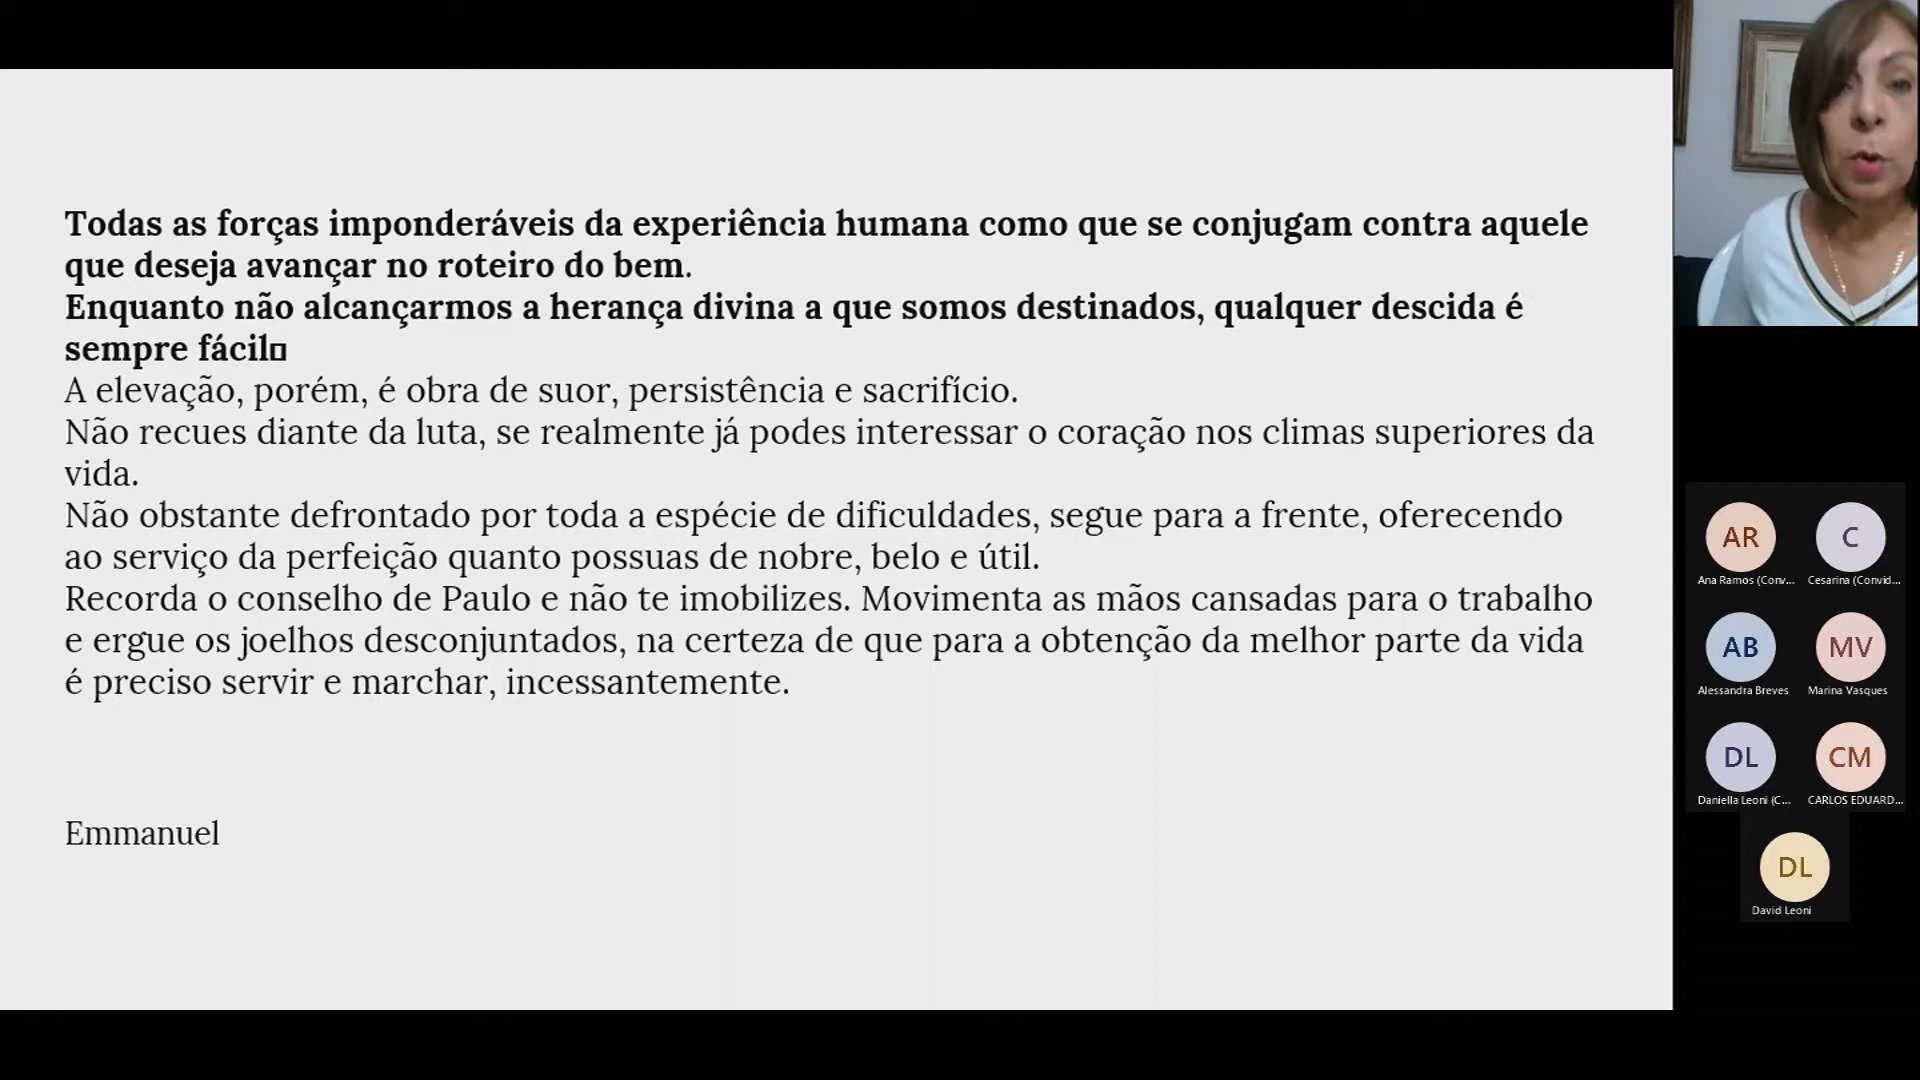 Todas as forças imponderáveis da experiência humana como que se conjugam contra aquele
que deseja avançar no roteiro do bem.
Enquanto não alcançarmos a herança divina a que somos destinados, qualquer descida é
sempre fácil
A elevação, porém, é obra de suor, persistência e sacrifício.
Não recues diante da luta, se realmente já podes interessar o coração nos climas superiores da
vida.
Não obstante defrontado por toda a espécie de dificuldades, segue para a frente, oferecendo
ao serviço da perfeição quanto possuas de nobre, belo e útil.
Recorda o conselho de Paulo e não te imobilizes. Movimenta as mãos cansadas para o trabalho
e ergue os joelhos desconjuntados, na certeza de que para a obtenção da melhor parte da vida
é preciso servir e marchar, incessantemente.
Emmanuel
AR
C
Ana Ramos (Conv...
Cesarina (Convid...
AB
MV
Alessandra Breves
Marina Vasques
DL
CM
Daniella Leoni (C...
CARLOS EDUARD...
DL
David Leoni